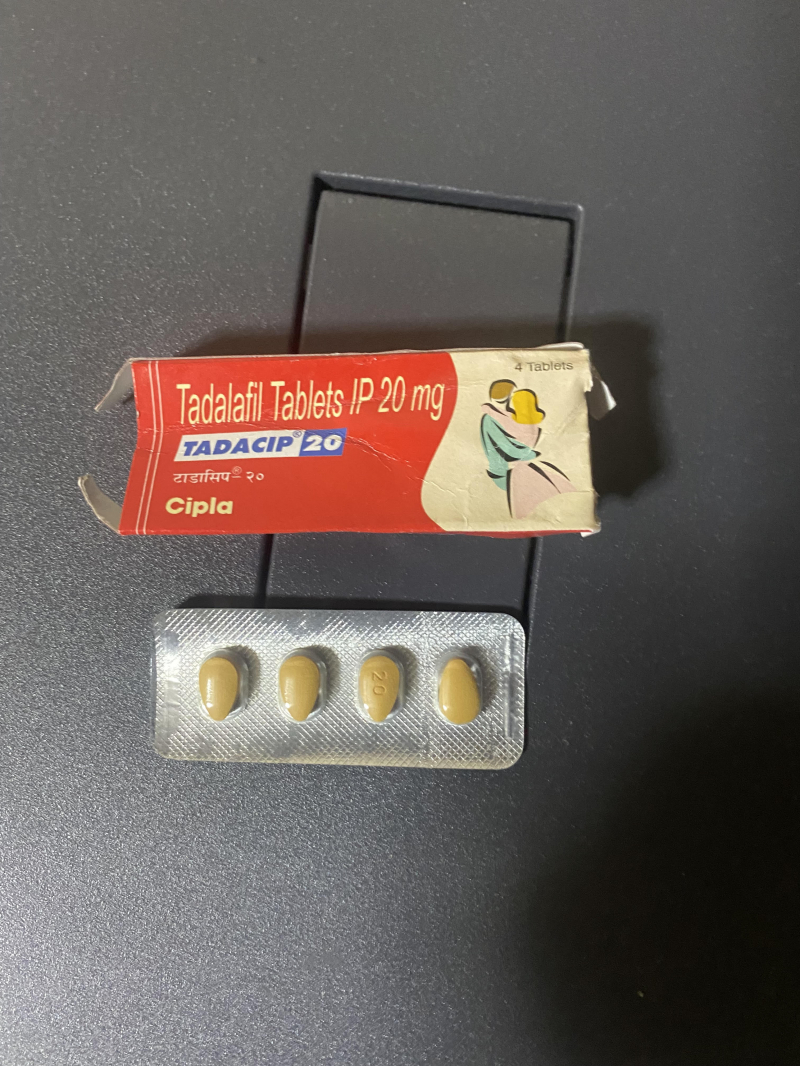 4 Tablets
Tadalafil Tablets IP 20 mg
TADACIP® 20
टाडासिप® २०
Cipla
20